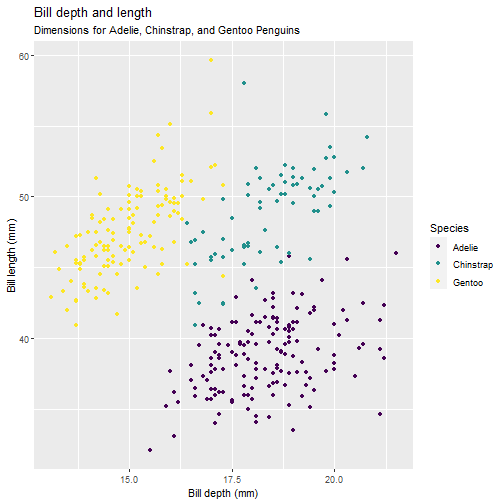 Bill depth and length
Dimensions for Adelie, Chinstrap, and Gentoo Penguins
60
50
40
Bill length (mm)
15.0 17.5 20.0
Bill depth (mm)
Species
Adelie
Chinstrap
Gentoo